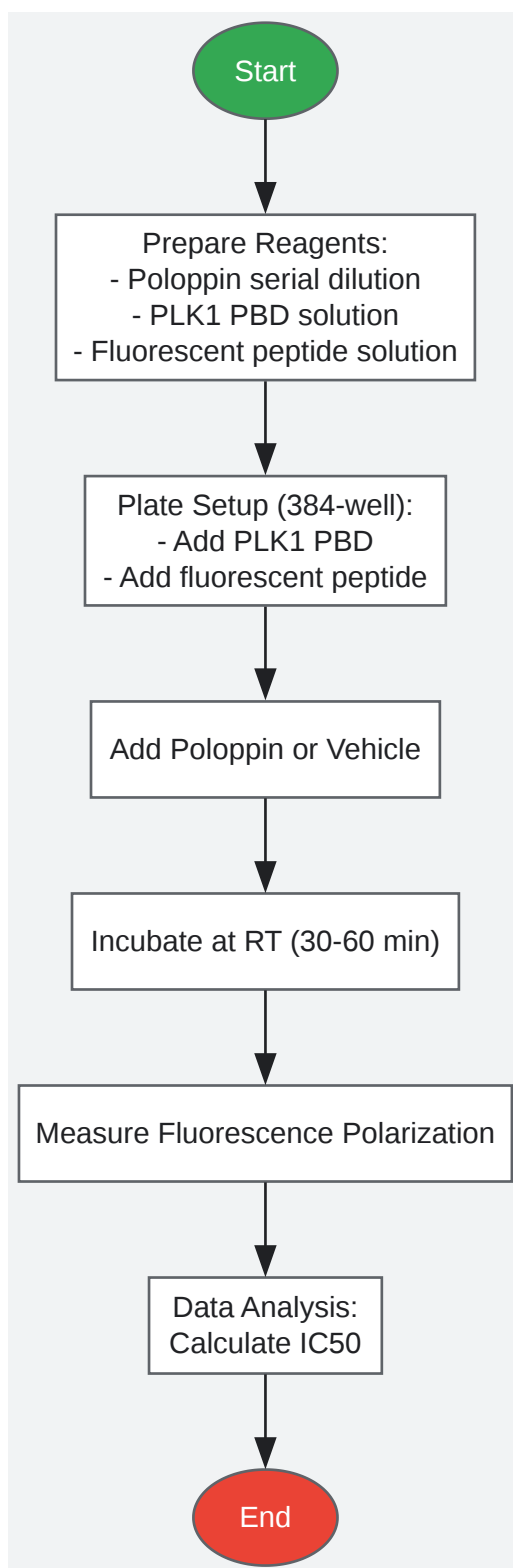 Start
Prepare Reagents:
- Poloppin serial dilution
- PLK1 PBD solution
- Fluorescent peptide solution
Plate Setup (384-well):
- Add PLK1 PBD
- Add fluorescent peptide
Add Poloppin or Vehicle
Incubate at RT (30-60 min)
Measure Fluorescence Polarization
Data Analysis:
Calculate IC50
End